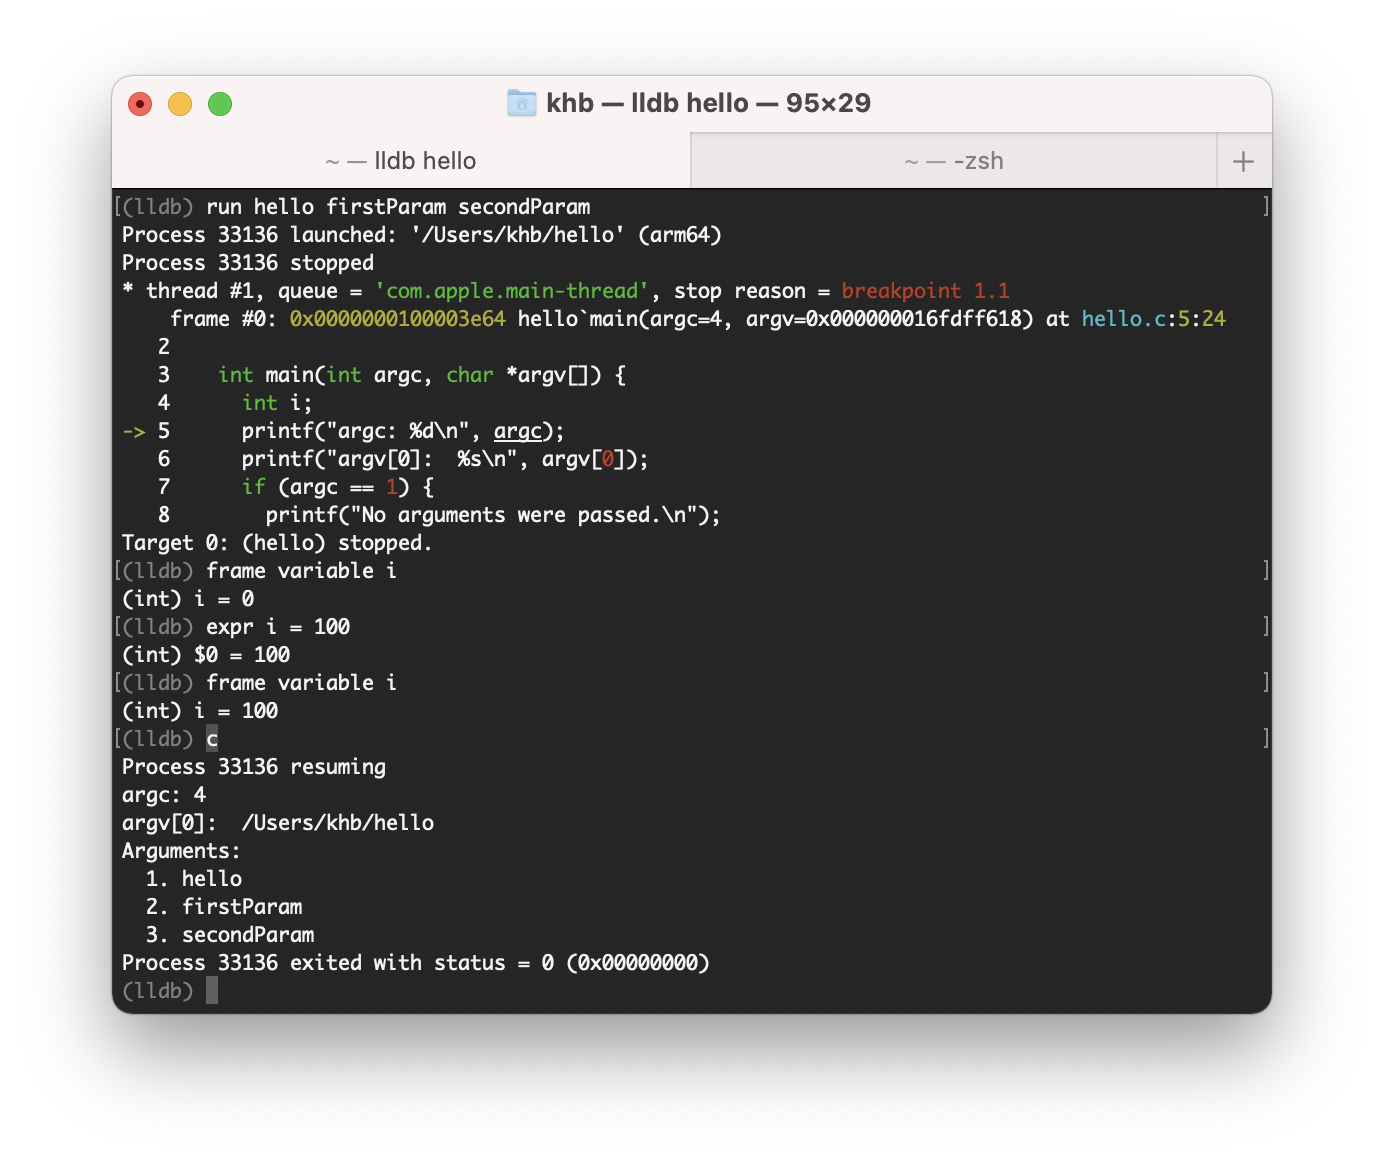 khb — lldb hello — 95×29
~ — lldb hello
~ — -zsh
+
[(lldb) run hello firstParam secondParam ]
Process 33136 launched: '/Users/khb/hello' (arm64)
Process 33136 stopped
* thread #1, queue = 'com.apple.main-thread', stop reason = breakpoint 1.1
    frame #0: 0x0000000100003e64 hello`main(argc=4, argv=0x000000016fdff618) at hello.c:5:24
   2
   3    int main(int argc, char *argv[]) {
   4      int i;
-> 5      printf("argc: %d\n", argc);
   6      printf("argv[0]:  %s\n", argv[0]);
   7      if (argc == 1) {
   8        printf("No arguments were passed.\n");
Target 0: (hello) stopped.
[(lldb) frame variable i ]
(int) i = 0
[(lldb) expr i = 100 ]
(int) $0 = 100
[(lldb) frame variable i ]
(int) i = 100
[(lldb) c ]
Process 33136 resuming
argc: 4
argv[0]:  /Users/khb/hello
Arguments:
  1. hello
  2. firstParam
  3. secondParam
Process 33136 exited with status = 0 (0x00000000)
(lldb)